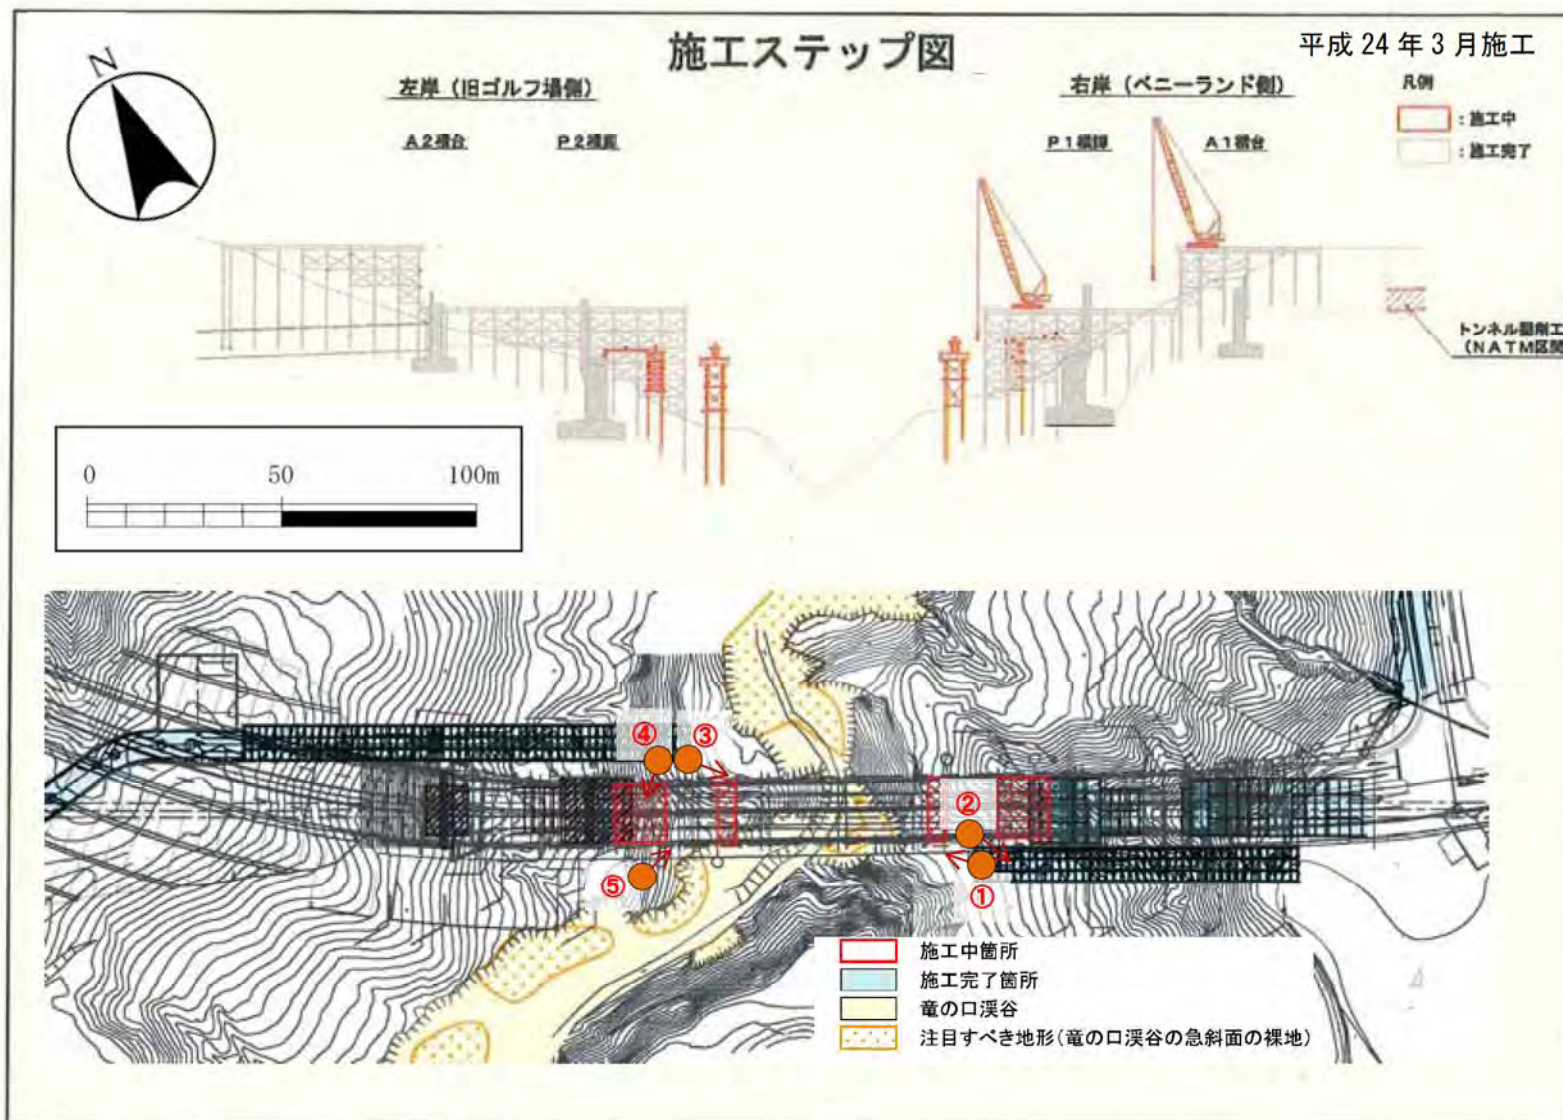 施工ステップ図
平成 24 年 3 月施工
N
左岸（旧ゴルフ場側）
右岸（ベニーランド側）
凡例
A2橋台
P2橋脚
P1橋脚
A1橋台
：施工中
：施工完了
トンネル掘削工
（NATM区間
0
50
100m
④
③
②
⑤
①
施工中箇所
施工完了箇所
竜の口渓谷
注目すべき地形（竜の口渓谷の急斜面の裸地）